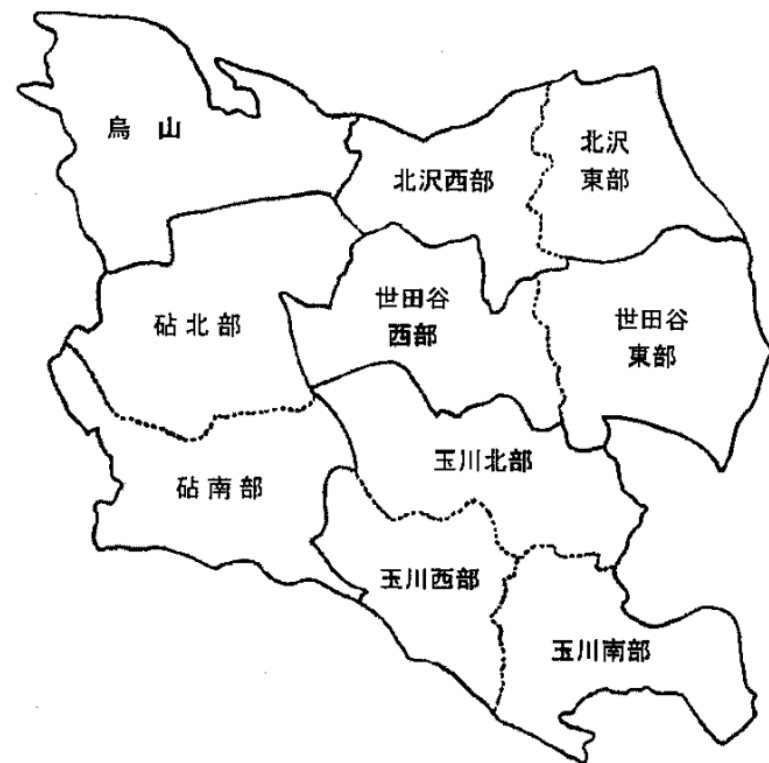 烏 山
北沢西部
北沢
東部
砧北部
世田谷
西部
世田谷
東部
砧南部
玉川北部
玉川西部
玉川南部